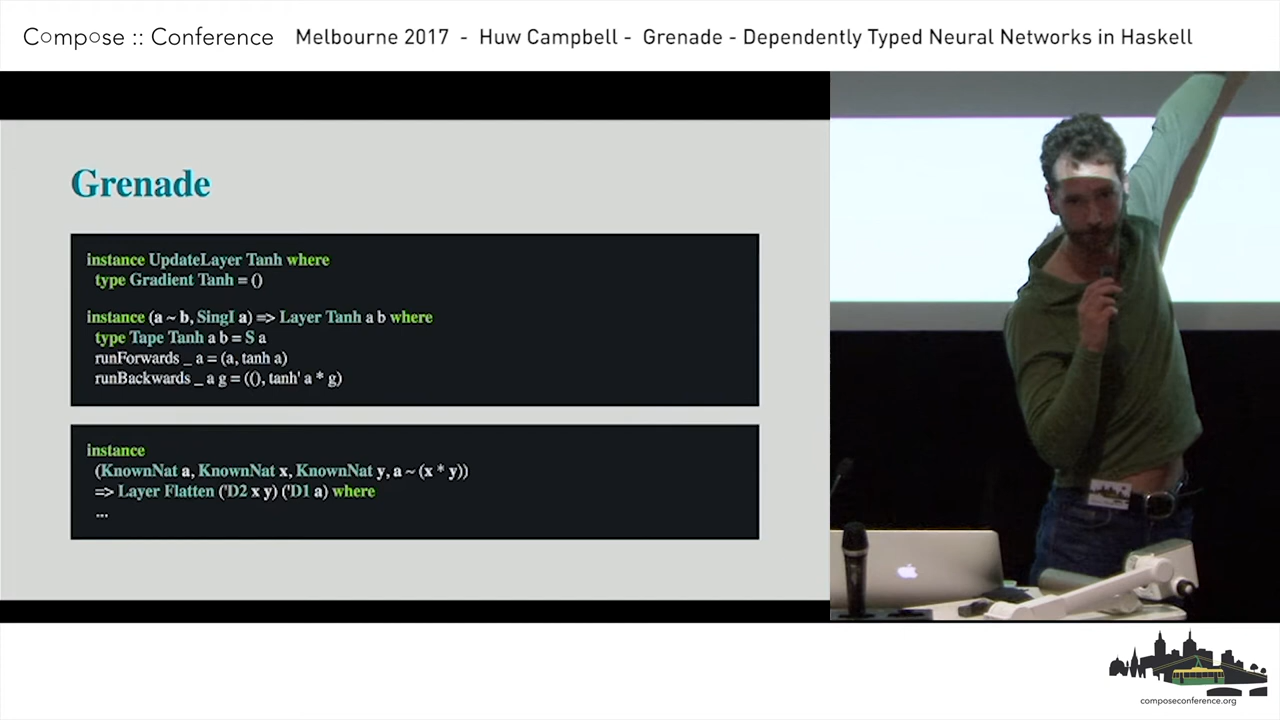 Compose :: Conference Melbourne 2017 - Huw Campbell - Grenade - Dependently Typed Neural Networks in Haskell
Grenade
instance UpdateLayer Tanh where
type Gradient Tanh = ()
instance (a ~ b, SingI a) => Layer Tanh a b where
type Tape Tanh a b = S a
runForwards _ a = (a, tanh a)
runBackwards _ a g = ((), tanh' a * g)
instance
(KnownNat a, KnownNat x, KnownNat y, a ~ (x * y))
=> Layer Flatten ('D2 x y) ('D1 a) where
...
composeconference.org